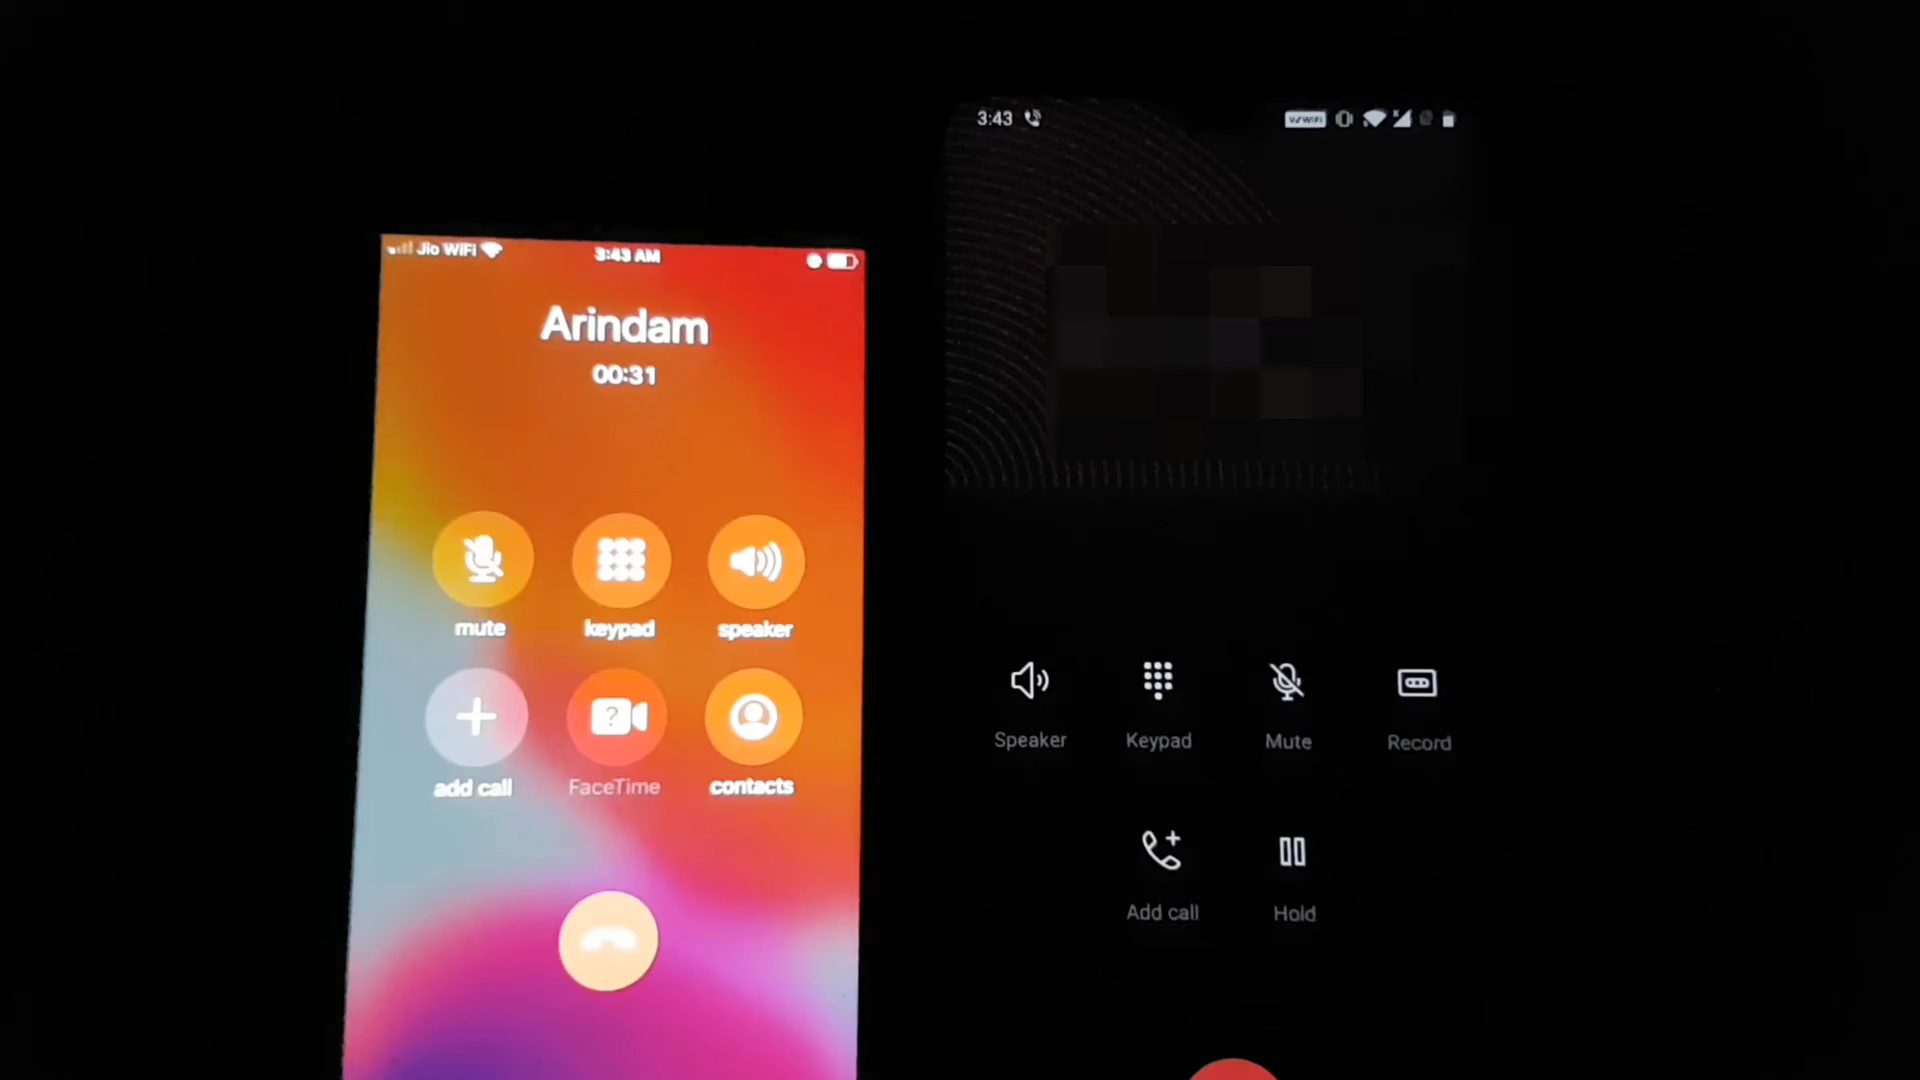 Jio WiFi
3:43 AM
Arindam
00:31
mute
keypad
speaker
add call
FaceTime
contacts
3:43
Speaker
Keypad
Mute
Record
Add call
Hold